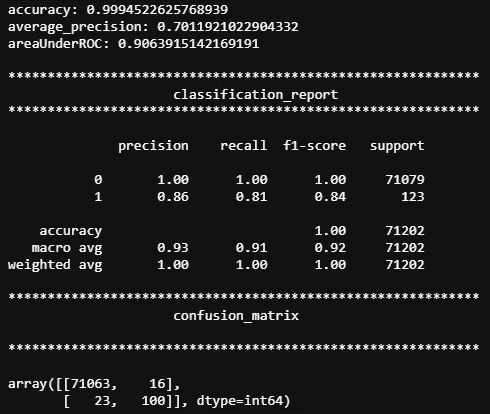 accuracy: 0.9994522625768939
average_precision: 0.7011921022904332
areaUnderROC: 0.9063915142169191
************************************************************
classification_report
************************************************************
precision recall f1-score support
0 1.00 1.00 1.00 71079
1 0.86 0.81 0.84 123
accuracy 1.00 71202
macro avg 0.93 0.91 0.92 71202
weighted avg 1.00 1.00 1.00 71202
************************************************************
confusion_matrix
************************************************************
array([[71063, 16],
[ 23, 100]], dtype=int64)